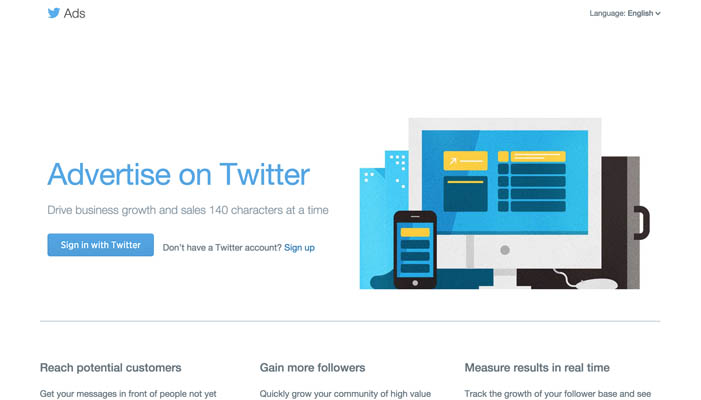 Ads
Language: English
Advertise on Twitter
Drive business growth and sales 140 characters at a time
Sign in with Twitter
Don't have a Twitter account? Sign up
Reach potential customers
Gain more followers
Measure results in real time
Get your messages in front of people not yet
Quickly grow your community of high value
Track the growth of your follower base and see